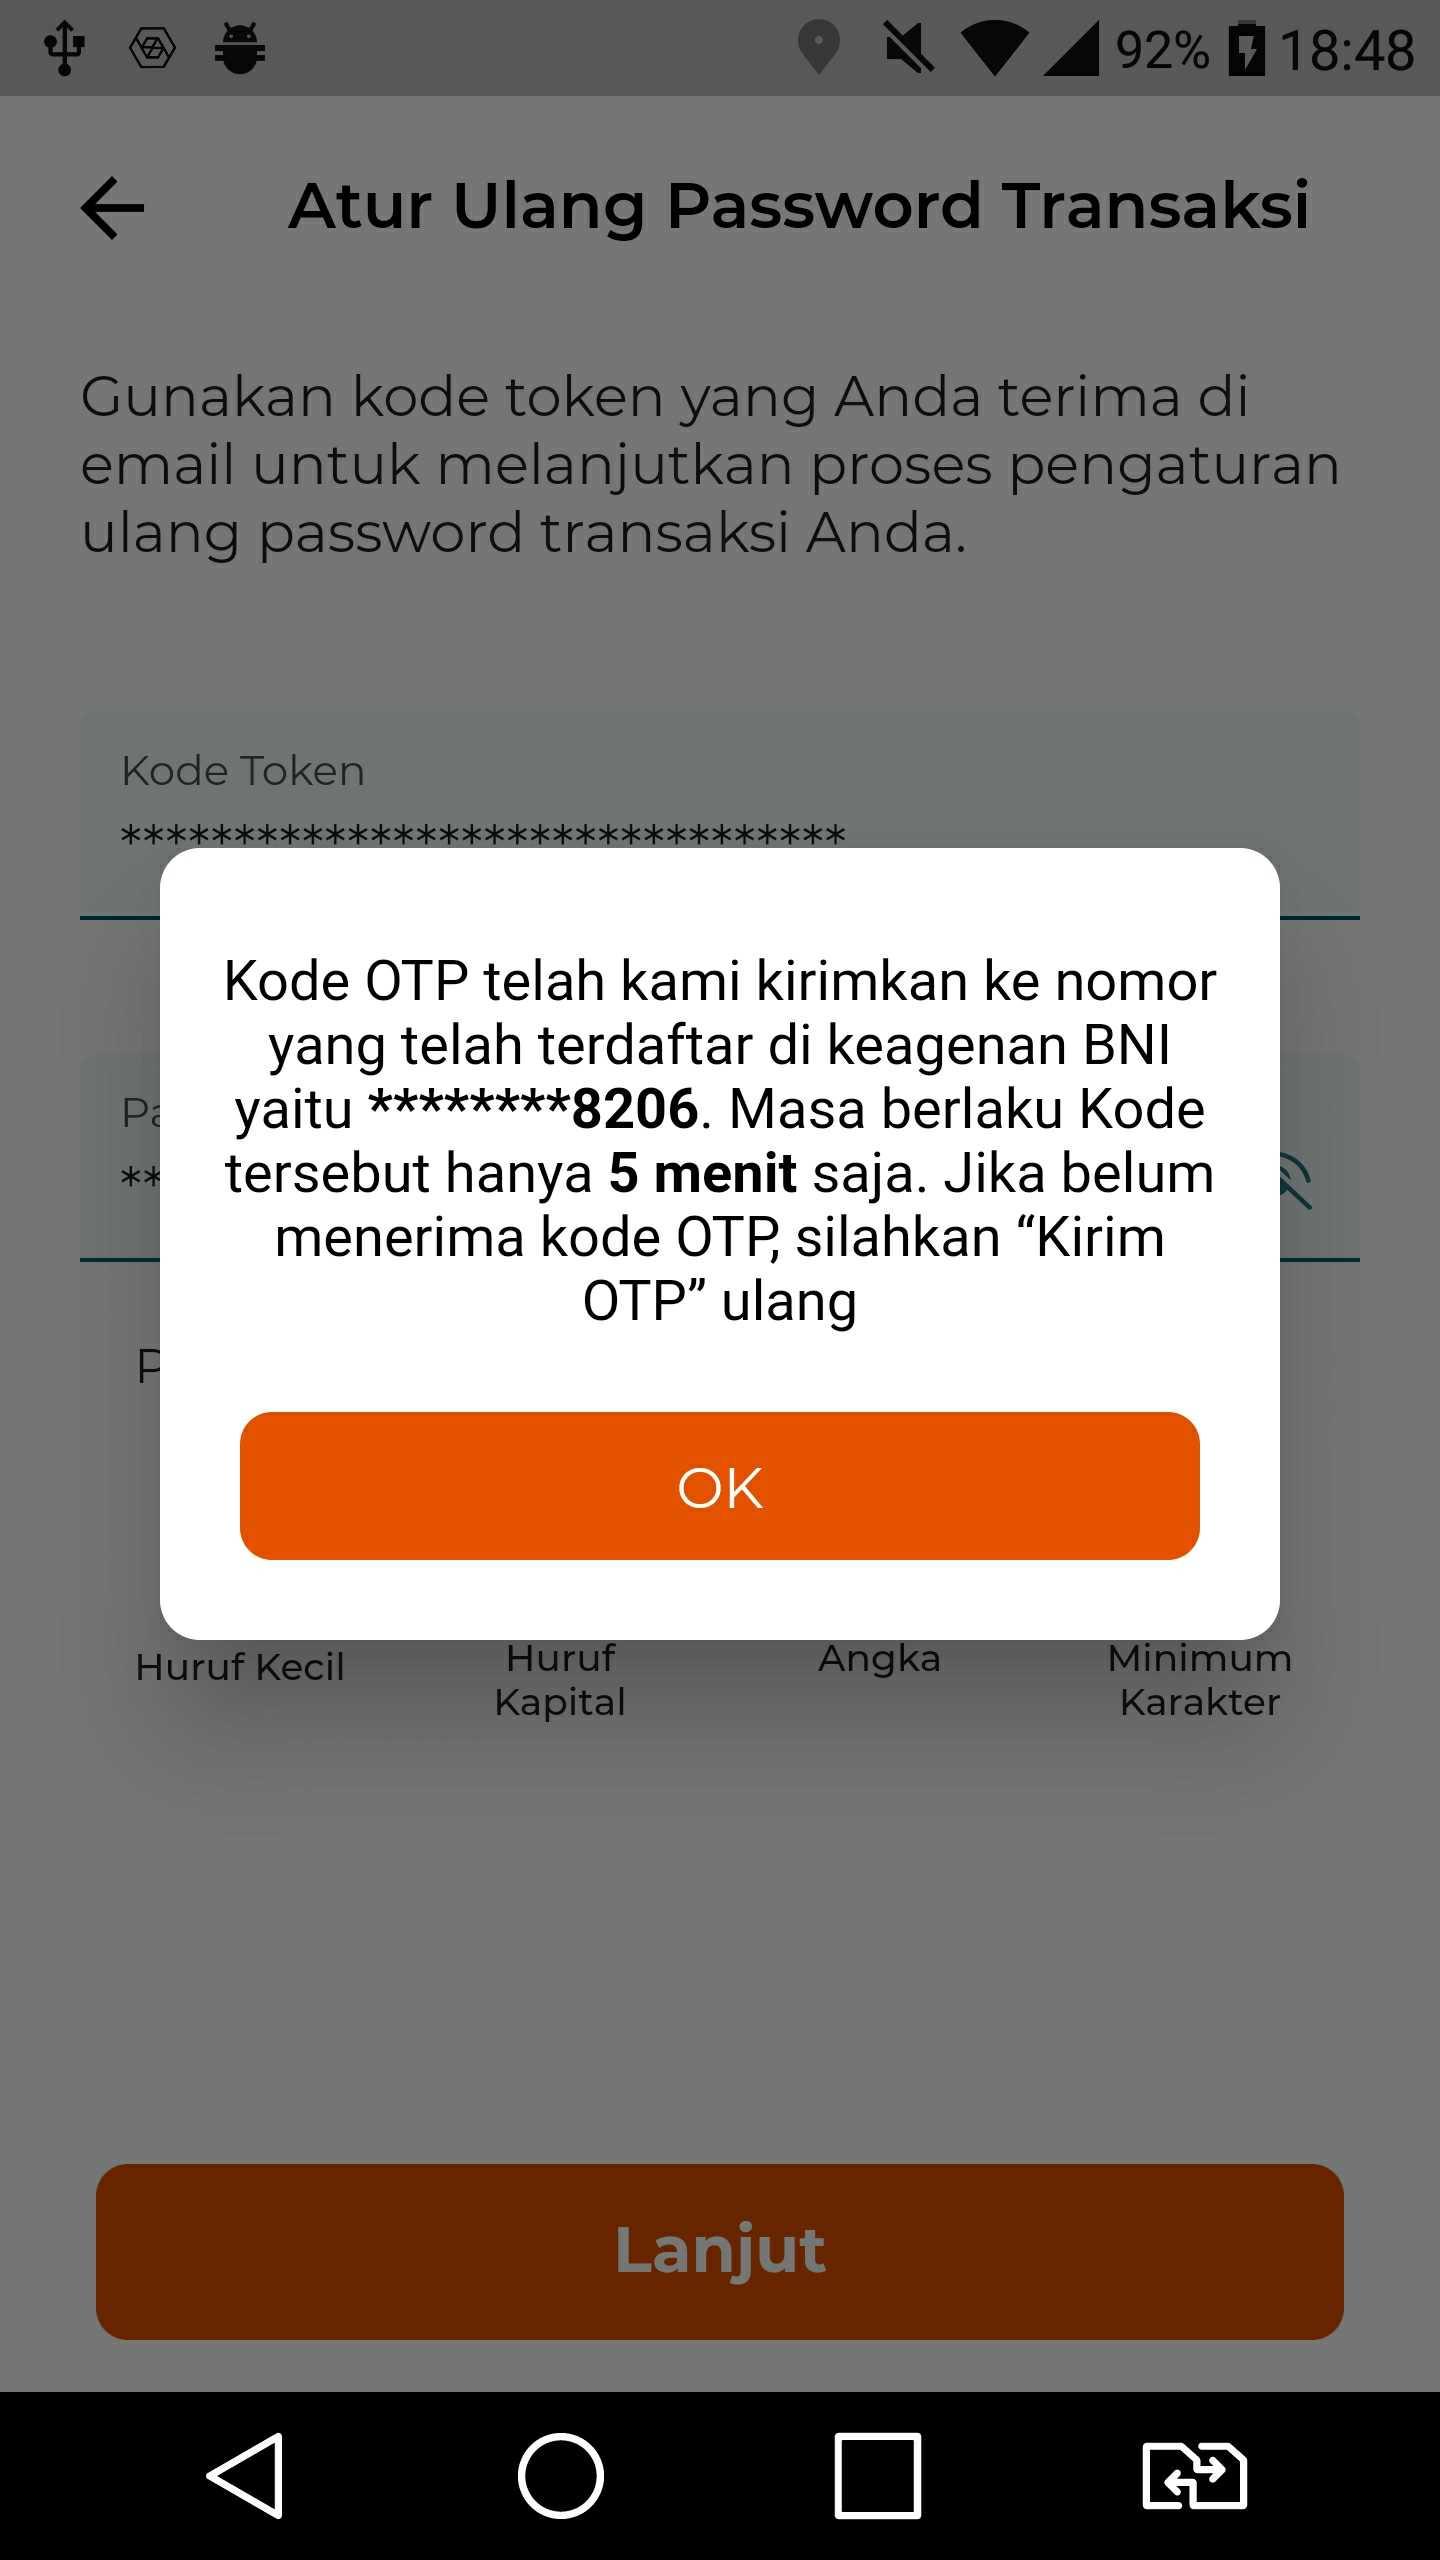 92% 18:48
Atur Ulang Password Transaksi
Gunakan kode token yang Anda terima di
email untuk melanjutkan proses pengaturan
ulang password transaksi Anda.
Kode Token
********************************
Kode OTP telah kami kirimkan ke nomor
yang telah terdaftar di keagenan BNI
yaitu ********8206. Masa berlaku Kode
tersebut hanya 5 menit saja. Jika belum
menerima kode OTP, silahkan “Kirim
OTP” ulang
OK
Huruf Kecil
Huruf
Kapital
Angka
Minimum
Karakter
Lanjut